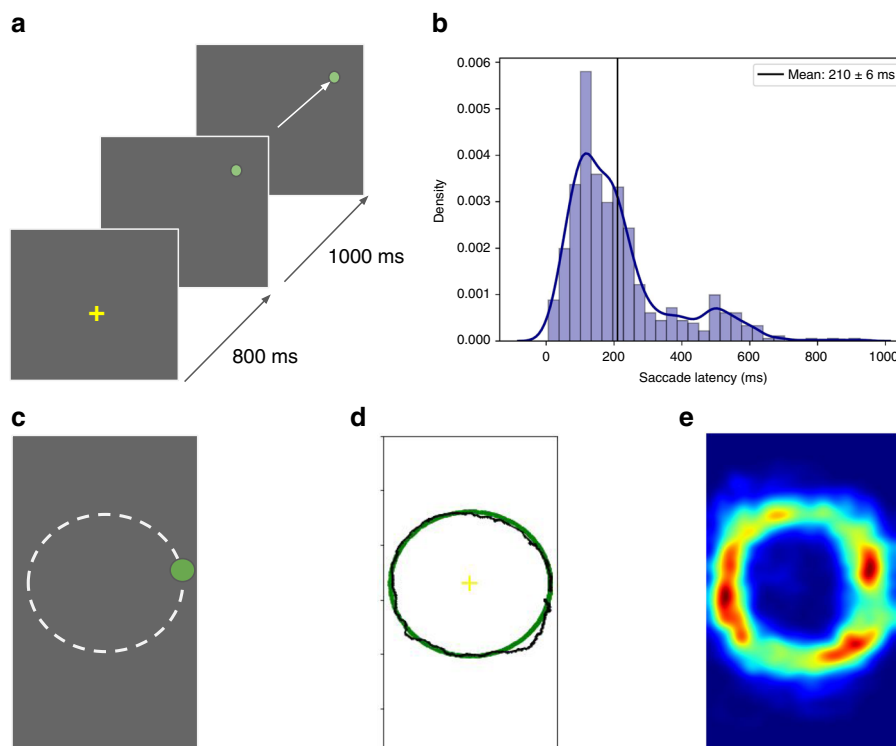 a
800 ms
1000 ms
b
Mean: 210 ± 6 ms
0.006
0.005
0.004
0.003
0.002
0.001
0.000
Density
0 200 400 600 800 1000
Saccade latency (ms)
c
d
e